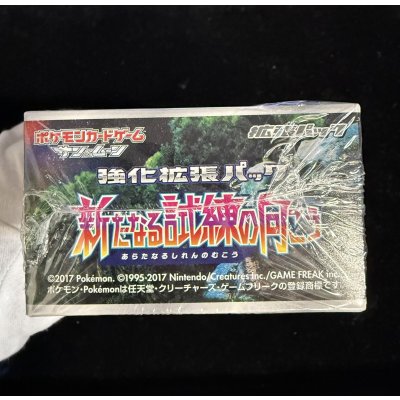 ポケモンカードゲーム
サン&ムーン
拡張パック
強化拡張パック
新たなる試練の向こう
あらたなるしれんのむこう
©2017 Pokémon. ©1995-2017 Nintendo/Creatures Inc./GAME FREAK inc.
ポケモン・Pokémonは任天堂・クリーチャーズ・ゲームフリークの登録商標です。